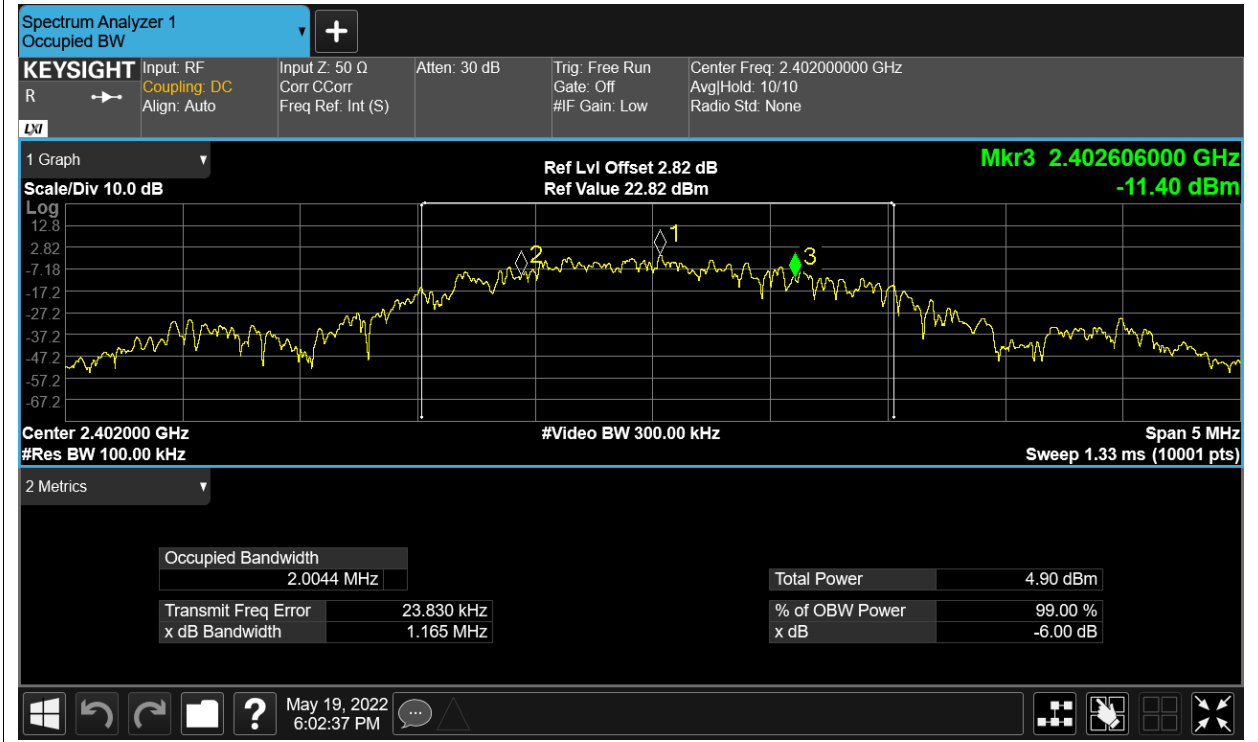 Spectrum Analyzer 1
Occupied BW
KEYSIGHT
R
LXI
Input: RF
Coupling: DC
Align: Auto
Input Z: 50 Ω
Corr CCorr
Freq Ref: Int (S)
Atten: 30 dB
Trig: Free Run
Gate: Off
#IF Gain: Low
Center Freq: 2.402000000 GHz
Avg|Hold: 10/10
Radio Std: None
1 Graph
Scale/Div 10.0 dB
Ref Lvl Offset 2.82 dB
Ref Value 22.82 dBm
Mkr3 2.402606000 GHz
-11.40 dBm
Log
12.8
2.82
-7.18
-17.2
-27.2
-37.2
-47.2
-57.2
-67.2
1
2
3
Center 2.402000 GHz
#Res BW 100.00 kHz
#Video BW 300.00 kHz
Span 5 MHz
Sweep 1.33 ms (10001 pts)
2 Metrics
Occupied Bandwidth
2.0044 MHz
Transmit Freq Error 23.830 kHz
x dB Bandwidth 1.165 MHz
Total Power 4.90 dBm
% of OBW Power 99.00 %
x dB -6.00 dB
?
May 19, 2022
6:02:37 PM